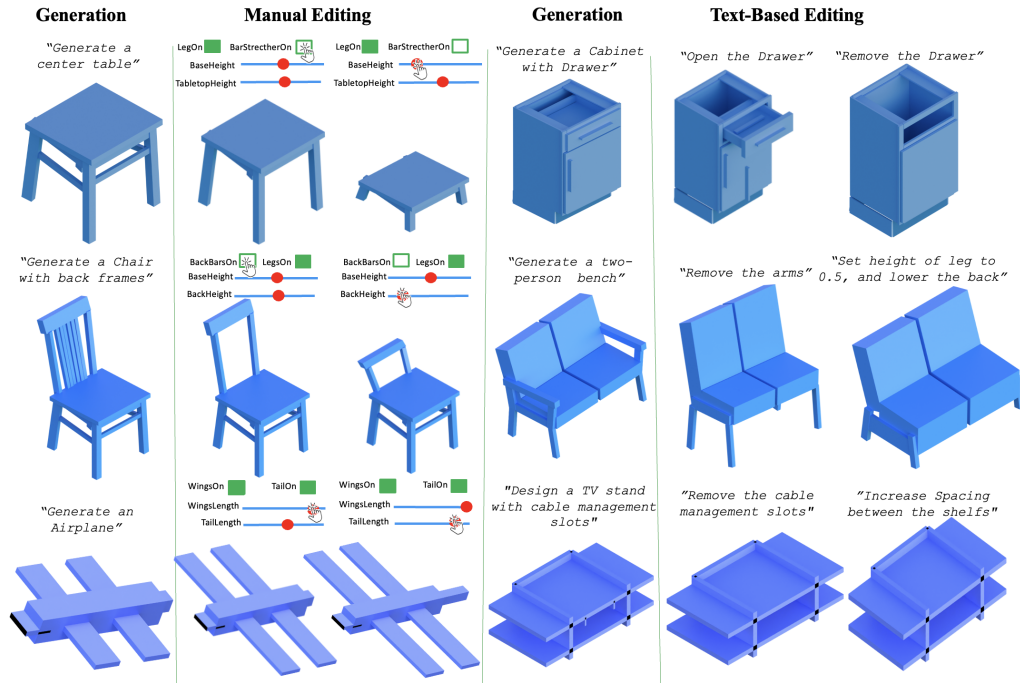 Generation
Manual Editing
Generation
Text-Based Editing
"Generate a
center table"
LegOn
BarStrectherOn
BaseHeight
TabletopHeight
LegOn
BarStrectherOn
BaseHeight
TabletopHeight
"Generate a Cabinet
with Drawer"
"Open the Drawer"
"Remove the Drawer"
"Generate a Chair
with back frames"
BackBarsOn
LegsOn
BaseHeight
BackHeight
BackBarsOn
LegsOn
BaseHeight
BackHeight
"Generate a two-
person bench"
"Remove the arms"
"Set height of leg to
0.5, and lower the back"
"Generate an
Airplane"
WingsOn
TailOn
WingsLength
TailLength
WingsOn
TailOn
WingsLength
TailLength
"Design a TV stand
with cable management
slots"
"Remove the cable
management slots"
"Increase Spacing
between the shelfs"